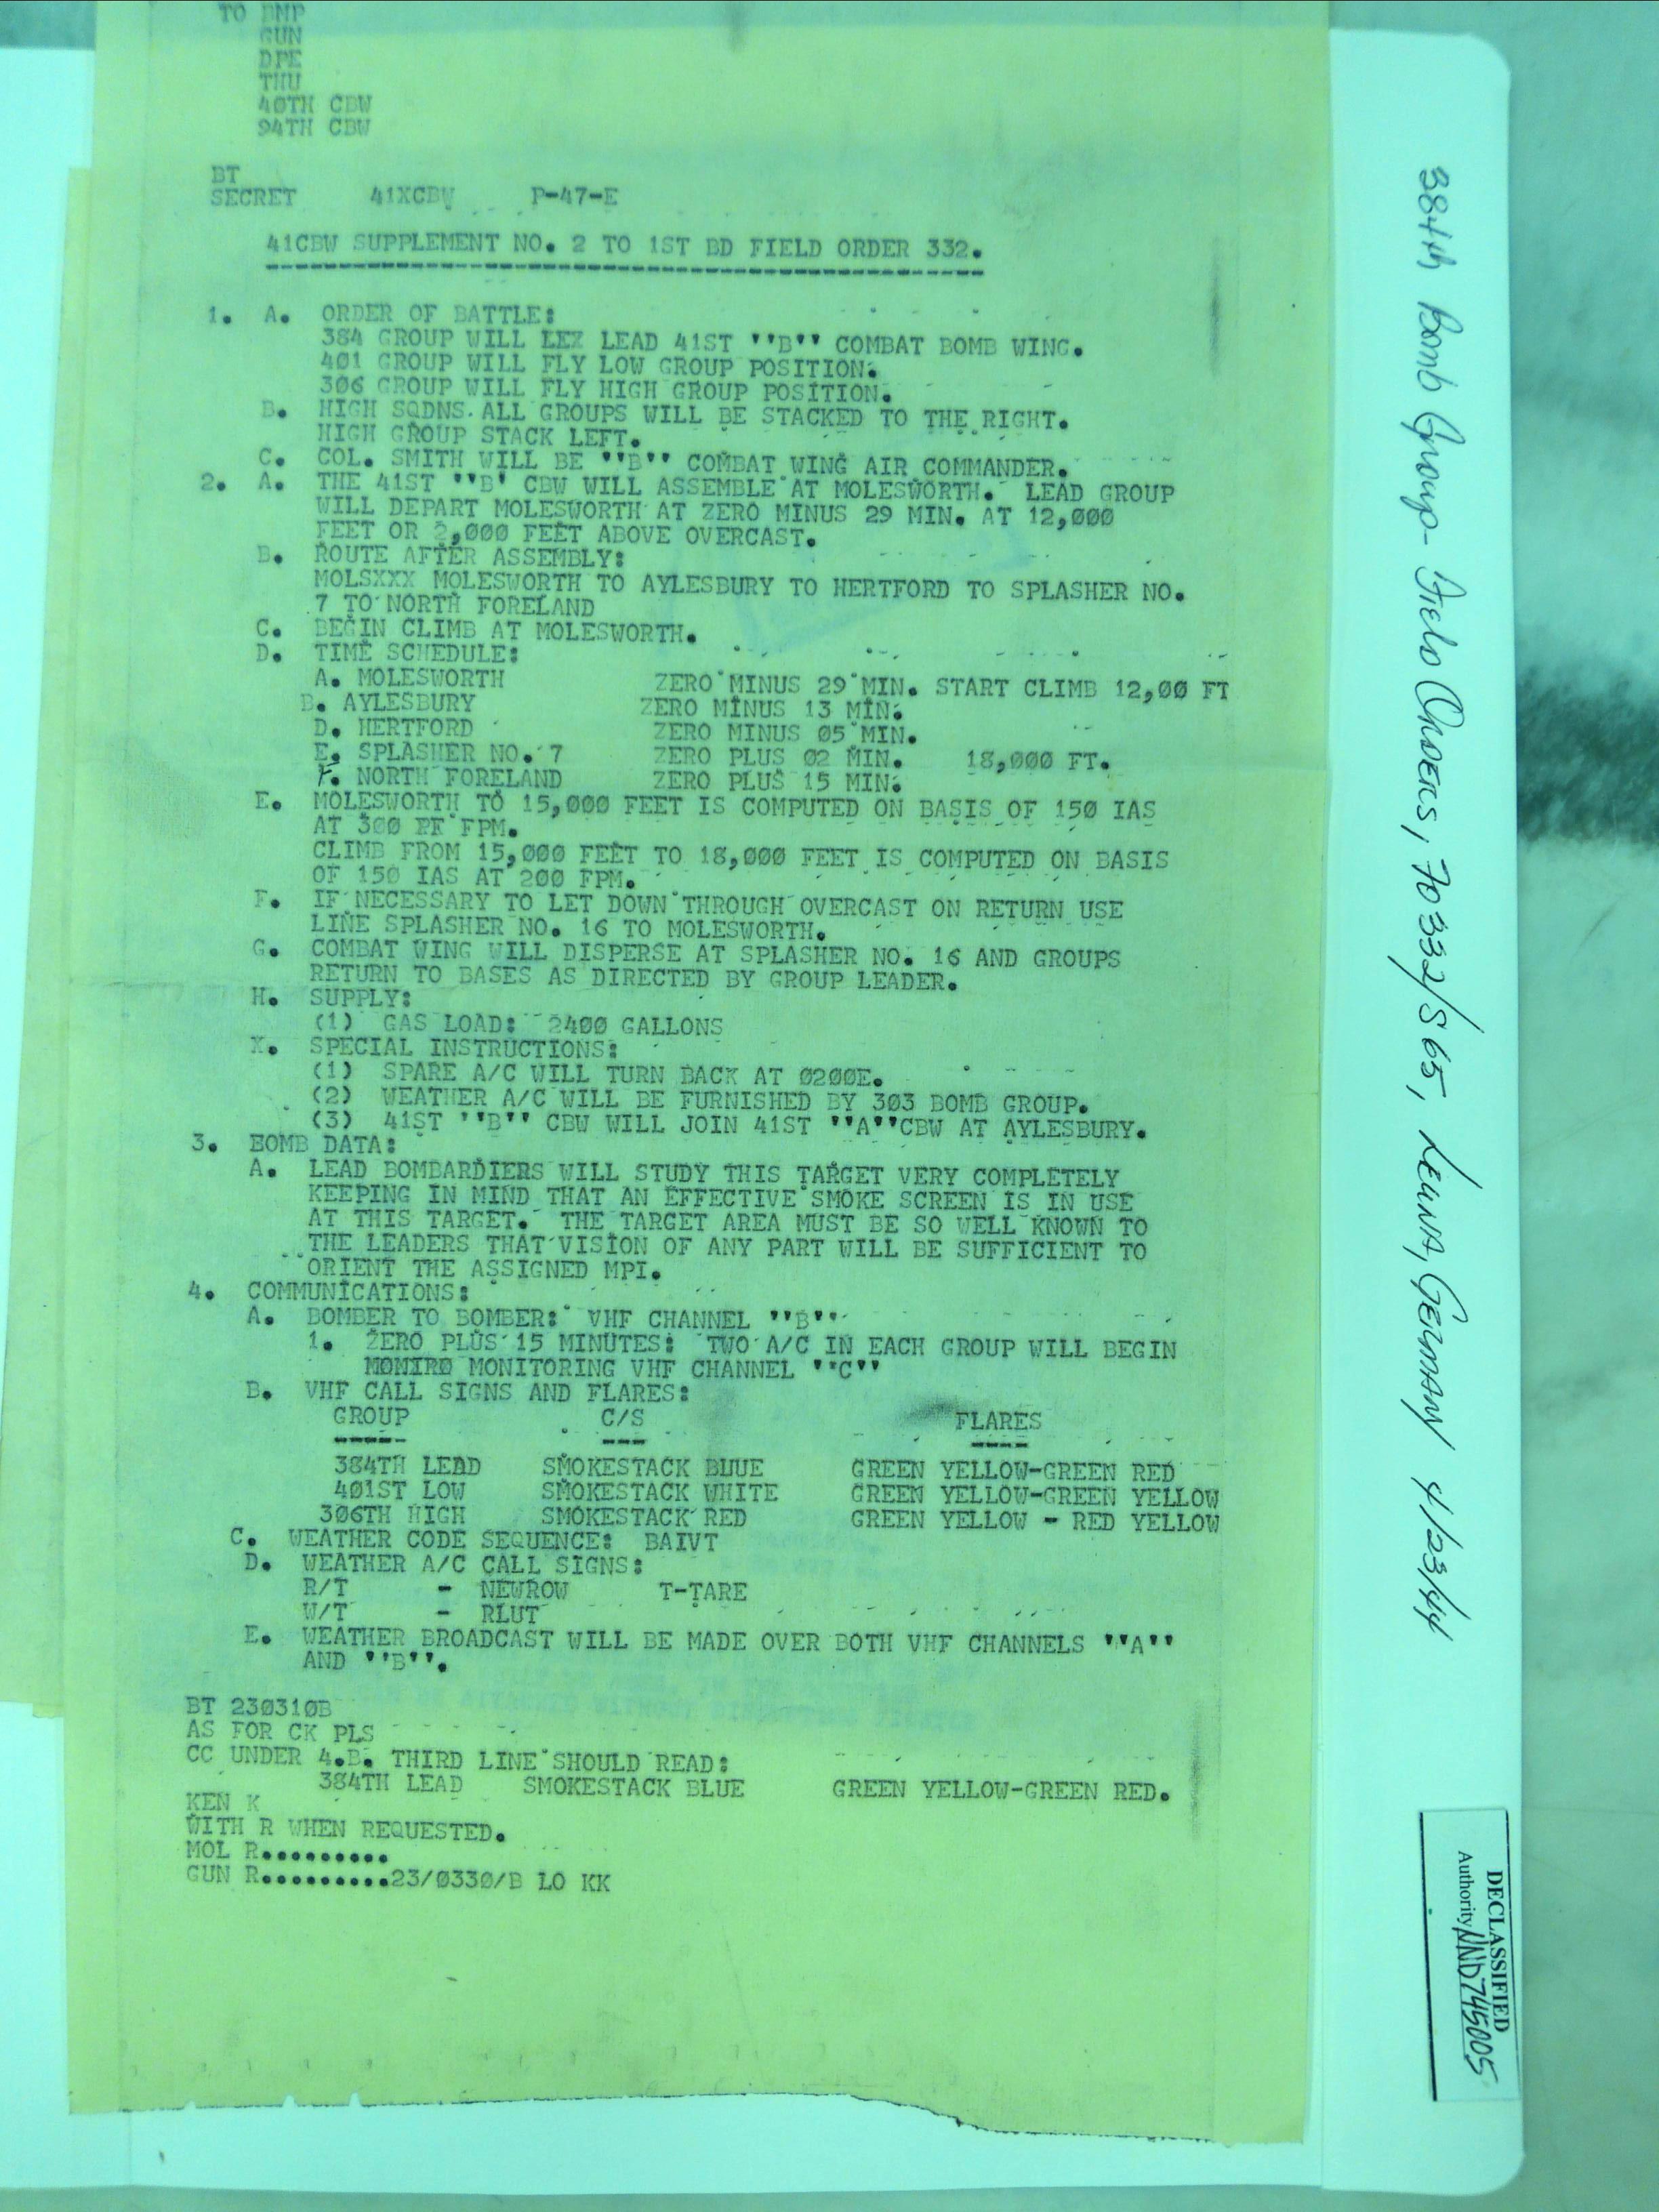 TO BNP
GUN
DPE
THU
40TH CBW
94TH CBW
BT
SECRET 41XCBW P-47-E
41CBW SUPPLEMENT NO. 2 TO 1ST BD FIELD ORDER 332.
1. A. ORDER OF BATTLE:
384 GROUP WILL LEX LEAD 41ST ''B'' COMBAT BOMB WING.
401 GROUP WILL FLY LOW GROUP POSITION.
306 GROUP WILL FLY HIGH GROUP POSITION.
B. HIGH SQDNS ALL GROUPS WILL BE STACKED TO THE RIGHT.
HIGH GROUP STACK LEFT.
C. COL. SMITH WILL BE ''B'' COMBAT WING AIR COMMANDER.
2. A. THE 41ST ''B' CBW WILL ASSEMBLE AT MOLESWORTH. LEAD GROUP
WILL DEPART MOLESWORTH AT ZERO MINUS 29 MIN. AT 12,000
FEET OR 2,000 FEET ABOVE OVERCAST.
B. ROUTE AFTER ASSEMBLY:
MOLSXXX MOLESWORTH TO AYLESBURY TO HERTFORD TO SPLASHER NO.
7 TO NORTH FORELAND
C. BEGIN CLIMB AT MOLESWORTH.
D. TIME SCHEDULE:
A. MOLESWORTH ZERO MINUS 29 MIN. START CLIMB 12,00 FT
B. AYLESBURY ZERO MINUS 13 MIN.
D. HERTFORD ZERO MINUS 05 MIN.
E. SPLASHER NO. 7 ZERO PLUS 02 MIN. 18,000 FT.
F. NORTH FORELAND ZERO PLUS 15 MIN.
E. MOLESWORTH TO 15,000 FEET IS COMPUTED ON BASIS OF 150 IAS
AT 300 PF FPM.
CLIMB FROM 15,000 FEET TO 18,000 FEET IS COMPUTED ON BASIS
OF 150 IAS AT 200 FPM.
F. IF NECESSARY TO LET DOWN THROUGH OVERCAST ON RETURN USE
LINE SPLASHER NO. 16 TO MOLESWORTH.
G. COMBAT WING WILL DISPERSE AT SPLASHER NO. 16 AND GROUPS
RETURN TO BASES AS DIRECTED BY GROUP LEADER.
H. SUPPLY:
(1) GAS LOAD: 2400 GALLONS
X. SPECIAL INSTRUCTIONS:
(1) SPARE A/C WILL TURN BACK AT 0200E.
(2) WEATHER A/C WILL BE FURNISHED BY 303 BOMB GROUP.
(3) 41ST ''B'' CBW WILL JOIN 41ST ''A''CBW AT AYLESBURY.
3. BOMB DATA:
A. LEAD BOMBARDIERS WILL STUDY THIS TARGET VERY COMPLETELY
KEEPING IN MIND THAT AN EFFECTIVE SMOKE SCREEN IS IN USE
AT THIS TARGET. THE TARGET AREA MUST BE SO WELL KNOWN TO
THE LEADERS THAT VISION OF ANY PART WILL BE SUFFICIENT TO
ORIENT THE ASSIGNED MPI.
4. COMMUNICATIONS:
A. BOMBER TO BOMBER: VHF CHANNEL ''B''
1. ZERO PLUS 15 MINUTES: TWO A/C IN EACH GROUP WILL BEGIN
MONIRO MONITORING VHF CHANNEL ''C''
B. VHF CALL SIGNS AND FLARES:
GROUP C/S FLARES
384TH LEAD SMOKESTACK BUUE GREEN YELLOW-GREEN RED
401ST LOW SMOKESTACK WHITE GREEN YELLOW-GREEN YELLOW
306TH HIGH SMOKESTACK RED GREEN YELLOW - RED YELLOW
C. WEATHER CODE SEQUENCE: BAIVT
D. WEATHER A/C CALL SIGNS:
R/T - NEWROW T-TARE
W/T - RLUT
E. WEATHER BROADCAST WILL BE MADE OVER BOTH VHF CHANNELS ''A''
AND ''B''.
BT 230310B
AS FOR CK PLS
CC UNDER 4.B. THIRD LINE SHOULD READ:
384TH LEAD SMOKESTACK BLUE GREEN YELLOW-GREEN RED.
KEN K
WITH R WHEN REQUESTED.
MOL R.........
GUN R.........23/0330/B LO KK
384th Bomb Group - Field Orders, FO 332/S 65, Leuna, Germany 4/23/44
DECLASSIFIED
Authority NND745005